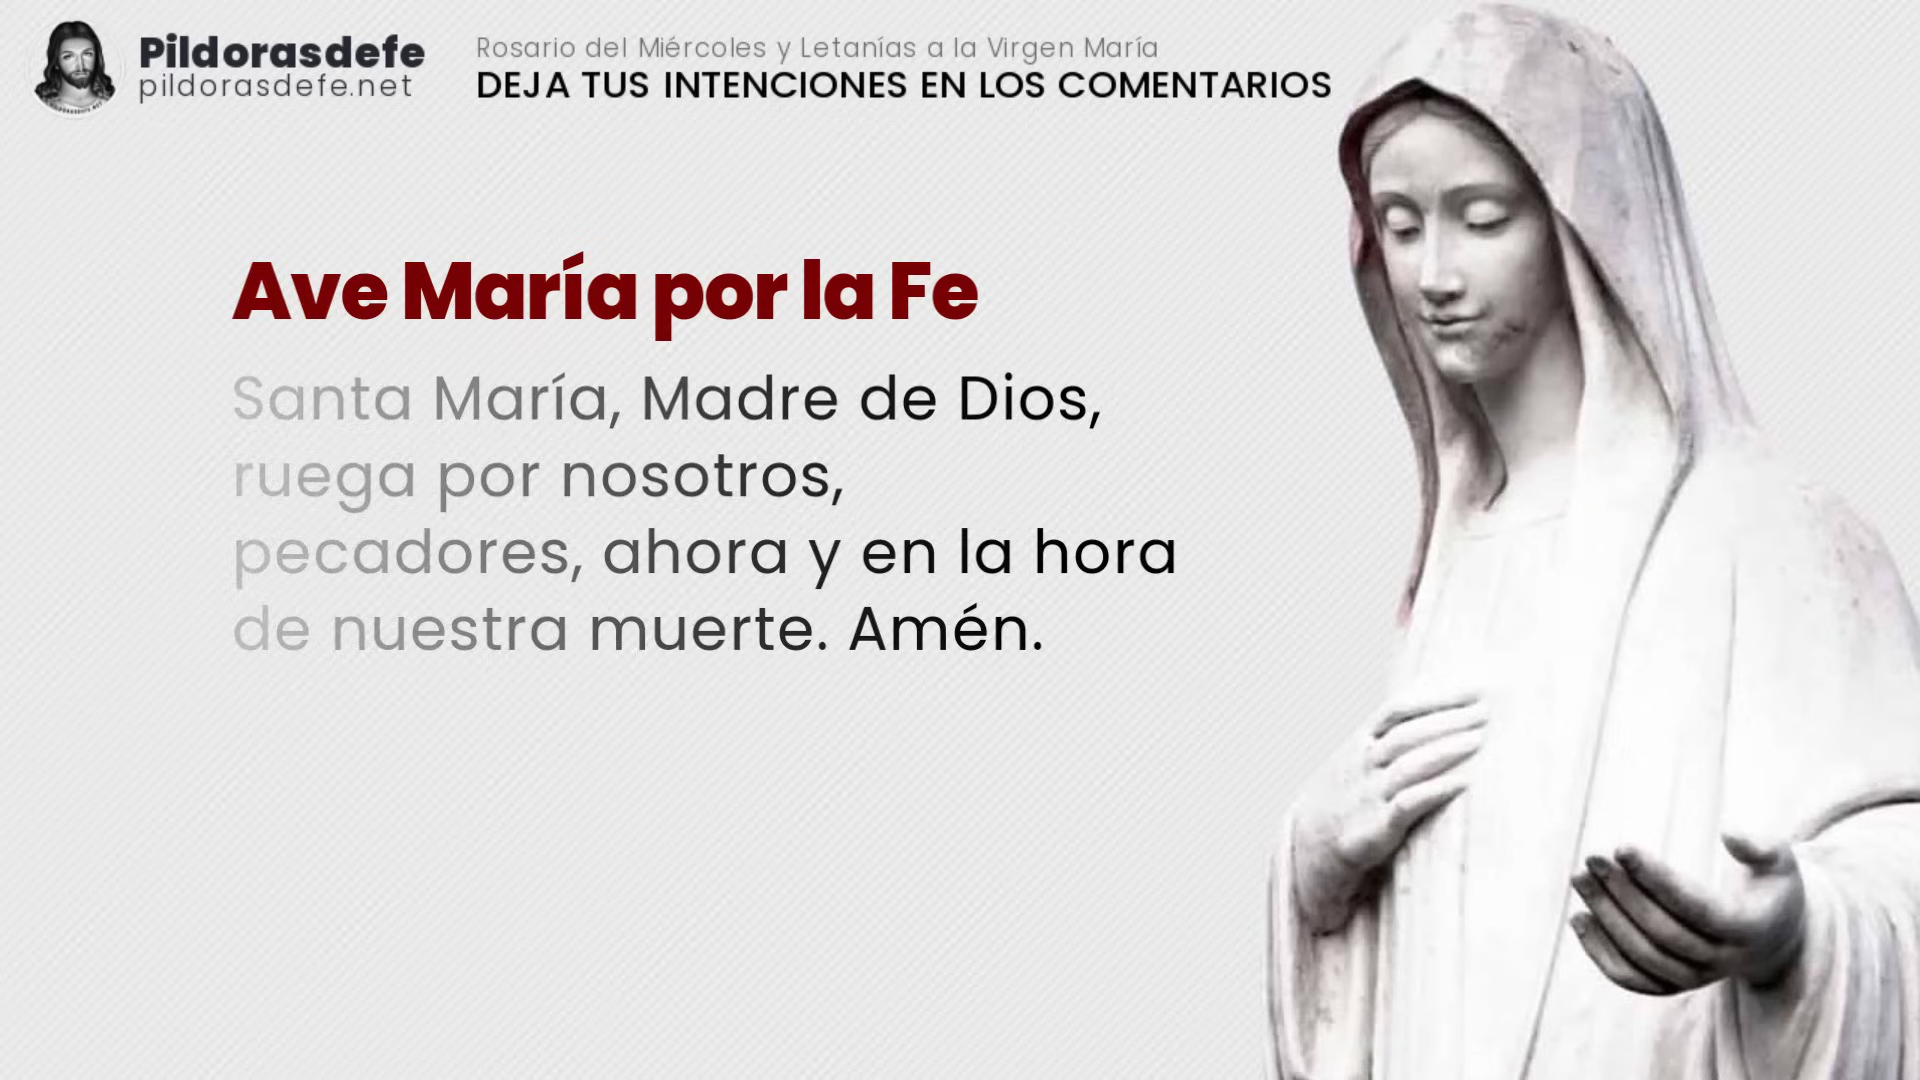 Pildorasdefe
pildorasdefe.net
Rosario del Miércoles y Letanías a la Virgen María
DEJA TUS INTENCIONES EN LOS COMENTARIOS
Ave María por la Fe
Santa María, Madre de Dios,
ruega por nosotros,
pecadores, ahora y en la hora
de nuestra muerte. Amén.